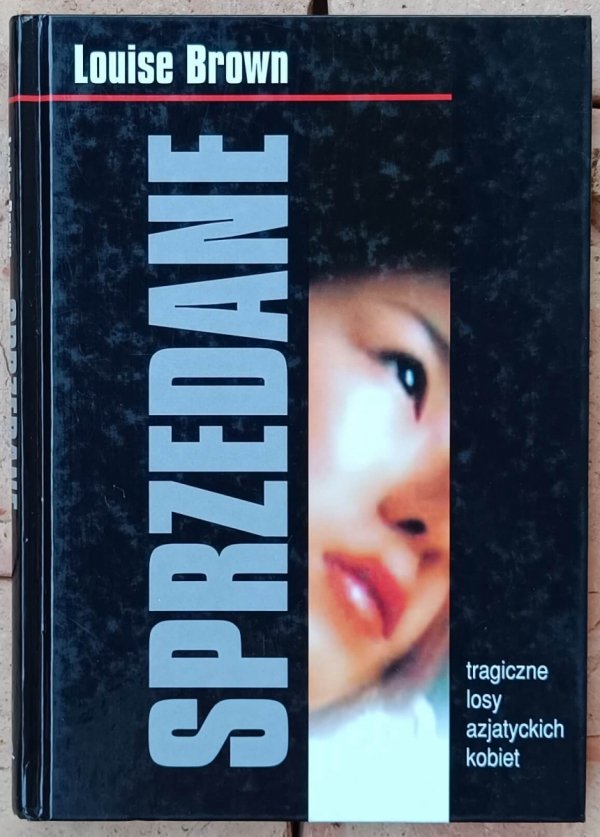 Louise Brown
SPRZEDANE
tragiczne
losy
azjatyckich
kobiet